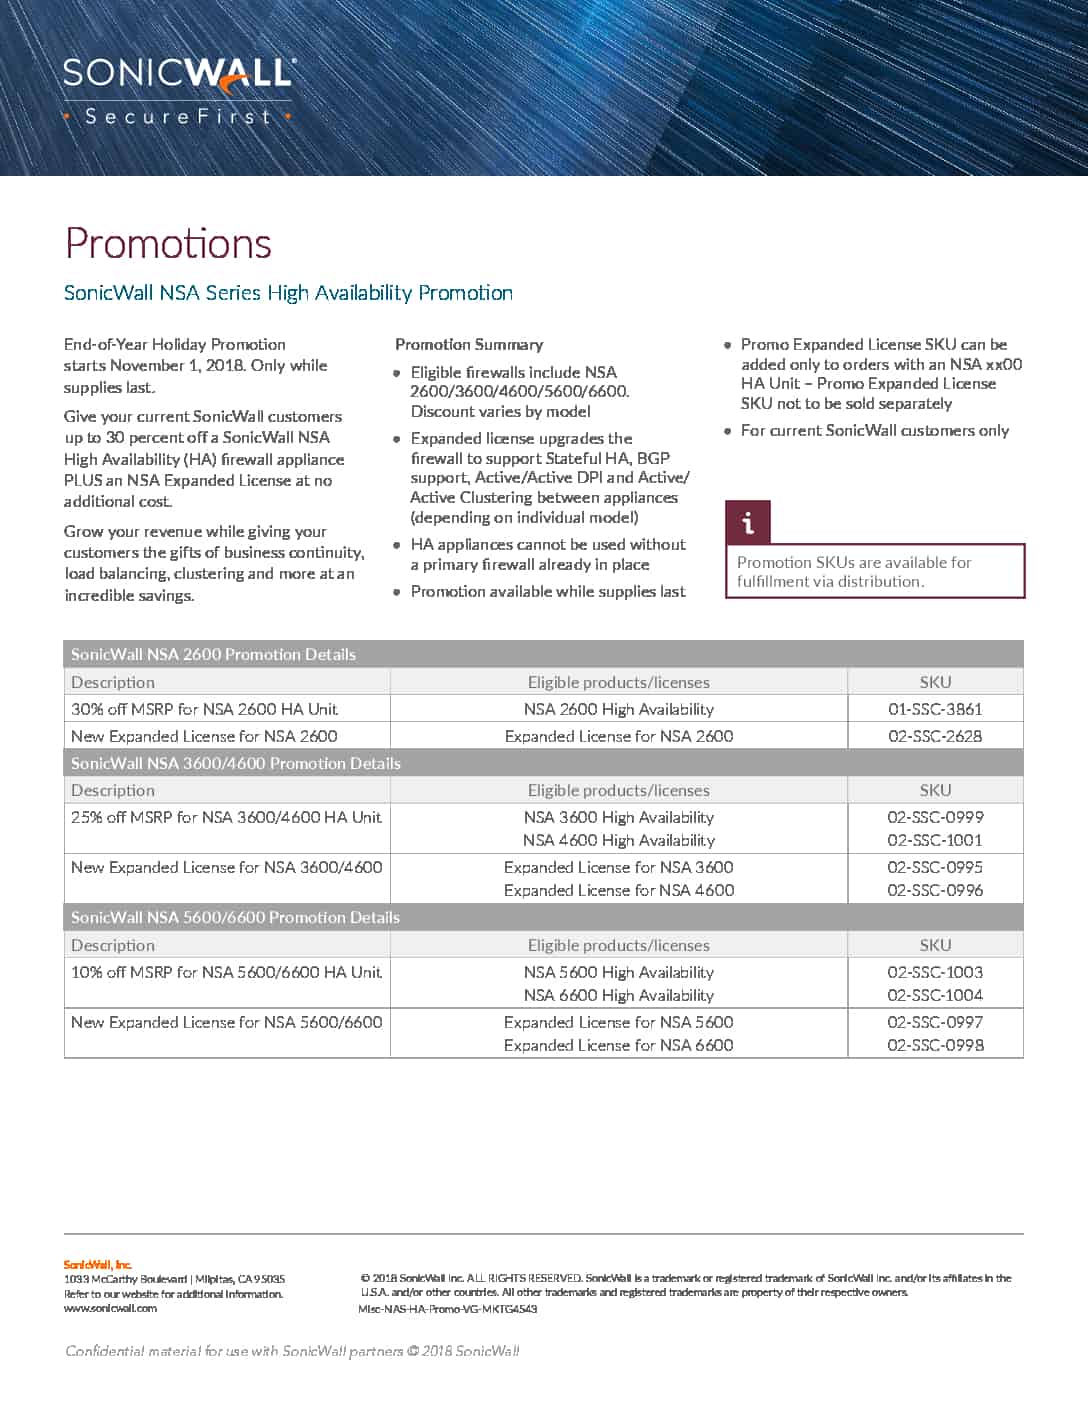 SONICWALL®
• SecureFirst •
Promotions
SonicWall NSA Series High Availability Promotion
End-of-Year Holiday Promotion
starts November 1, 2018. Only while
supplies last.
Give your current SonicWall customers
up to 30 percent off a SonicWall NSA
High Availability (HA) firewall appliance
PLUS an NSA Expanded License at no
additional cost.
Grow your revenue while giving your
customers the gifts of business continuity,
load balancing, clustering and more at an
incredible savings.
Promotion Summary
• Eligible firewalls include NSA
2600/3600/4600/5600/6600.
Discount varies by model
• Expanded license upgrades the
firewall to support Stateful HA, BGP
support, Active/Active DPI and Active/
Active Clustering between appliances
(depending on individual model)
• HA appliances cannot be used without
a primary firewall already in place
• Promotion available while supplies last
• Promo Expanded License SKU can be
added only to orders with an NSA xx00
HA Unit – Promo Expanded License
SKU not to be sold separately
• For current SonicWall customers only
i
Promotion SKUs are available for
fulfillment via distribution.
SonicWall NSA 2600 Promotion Details
Description Eligible products/licenses SKU
30% off MSRP for NSA 2600 HA Unit NSA 2600 High Availability 01-SSC-3861
New Expanded License for NSA 2600 Expanded License for NSA 2600 02-SSC-2628
SonicWall NSA 3600/4600 Promotion Details
Description Eligible products/licenses SKU
25% off MSRP for NSA 3600/4600 HA Unit NSA 3600 High Availability 02-SSC-0999
NSA 4600 High Availability 02-SSC-1001
New Expanded License for NSA 3600/4600 Expanded License for NSA 3600 02-SSC-0995
Expanded License for NSA 4600 02-SSC-0996
SonicWall NSA 5600/6600 Promotion Details
Description Eligible products/licenses SKU
10% off MSRP for NSA 5600/6600 HA Unit NSA 5600 High Availability 02-SSC-1003
NSA 6600 High Availability 02-SSC-1004
New Expanded License for NSA 5600/6600 Expanded License for NSA 5600 02-SSC-0997
Expanded License for NSA 6600 02-SSC-0998
SonicWall, Inc.
1033 McCarthy Boulevard | Milpitas, CA 95035
Refer to our website for additional information.
www.sonicwall.com
© 2018 SonicWall Inc. ALL RIGHTS RESERVED. SonicWall is a trademark or registered trademark of SonicWall Inc. and/or its affiliates in the
U.S.A. and/or other countries. All other trademarks and registered trademarks are property of their respective owners.
Misc-NAS-HA-Promo-VG-MKTG4543
Confidential material for use with SonicWall partners © 2018 SonicWall